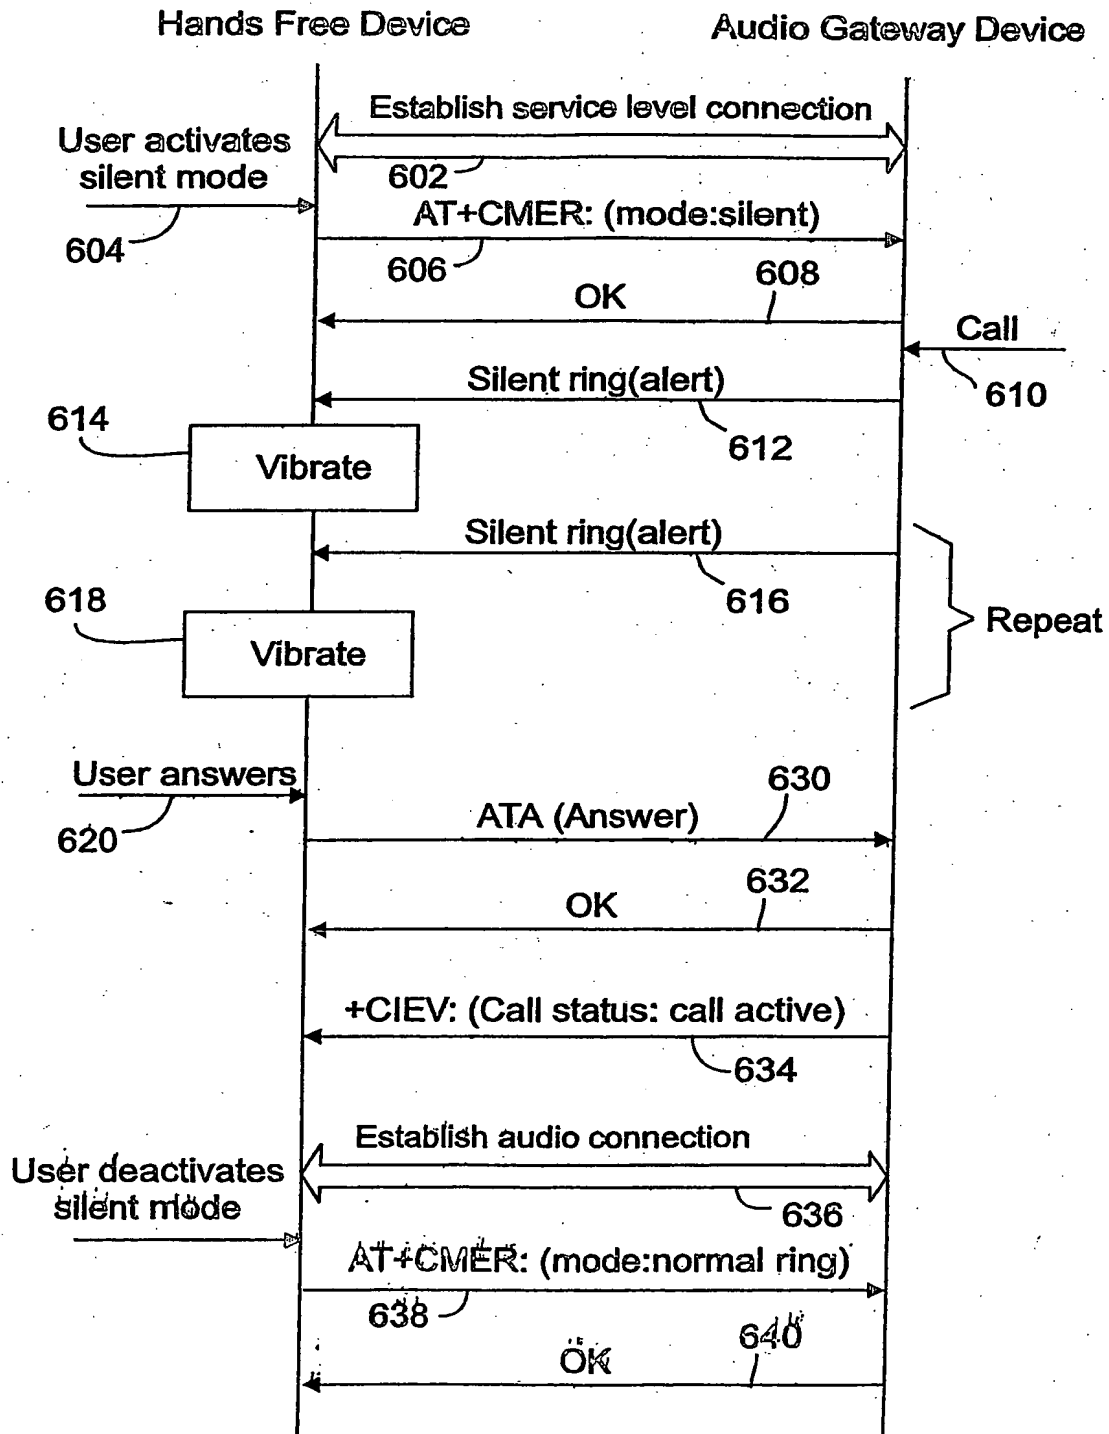 Hands Free Device
Audio Gateway Device
Establish service level connection
602
User activates
silent mode
604
AT+CMER: (mode:silent)
606
608
OK
Call
610
Silent ring(alert)
612
614
Vibrate
Silent ring(alert)
616
618
Vibrate
Repeat
User answers
620
630
ATA (Answer)
632
OK
+CIEV: (Call status: call active)
634
Establish audio connection
636
User deactivates
silent mode
AT+CMER: (mode:normal ring)
638
640
OK